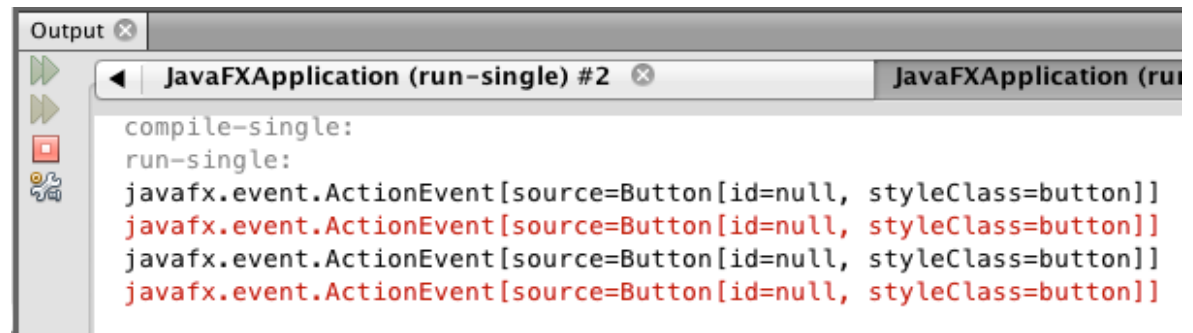 Output
JavaFXApplication (run-single) #2 JavaFXApplication (ru
compile-single:
run-single:
javafx.event.ActionEvent[source=Button[id=null, styleClass=button]]
javafx.event.ActionEvent[source=Button[id=null, styleClass=button]]
javafx.event.ActionEvent[source=Button[id=null, styleClass=button]]
javafx.event.ActionEvent[source=Button[id=null, styleClass=button]]